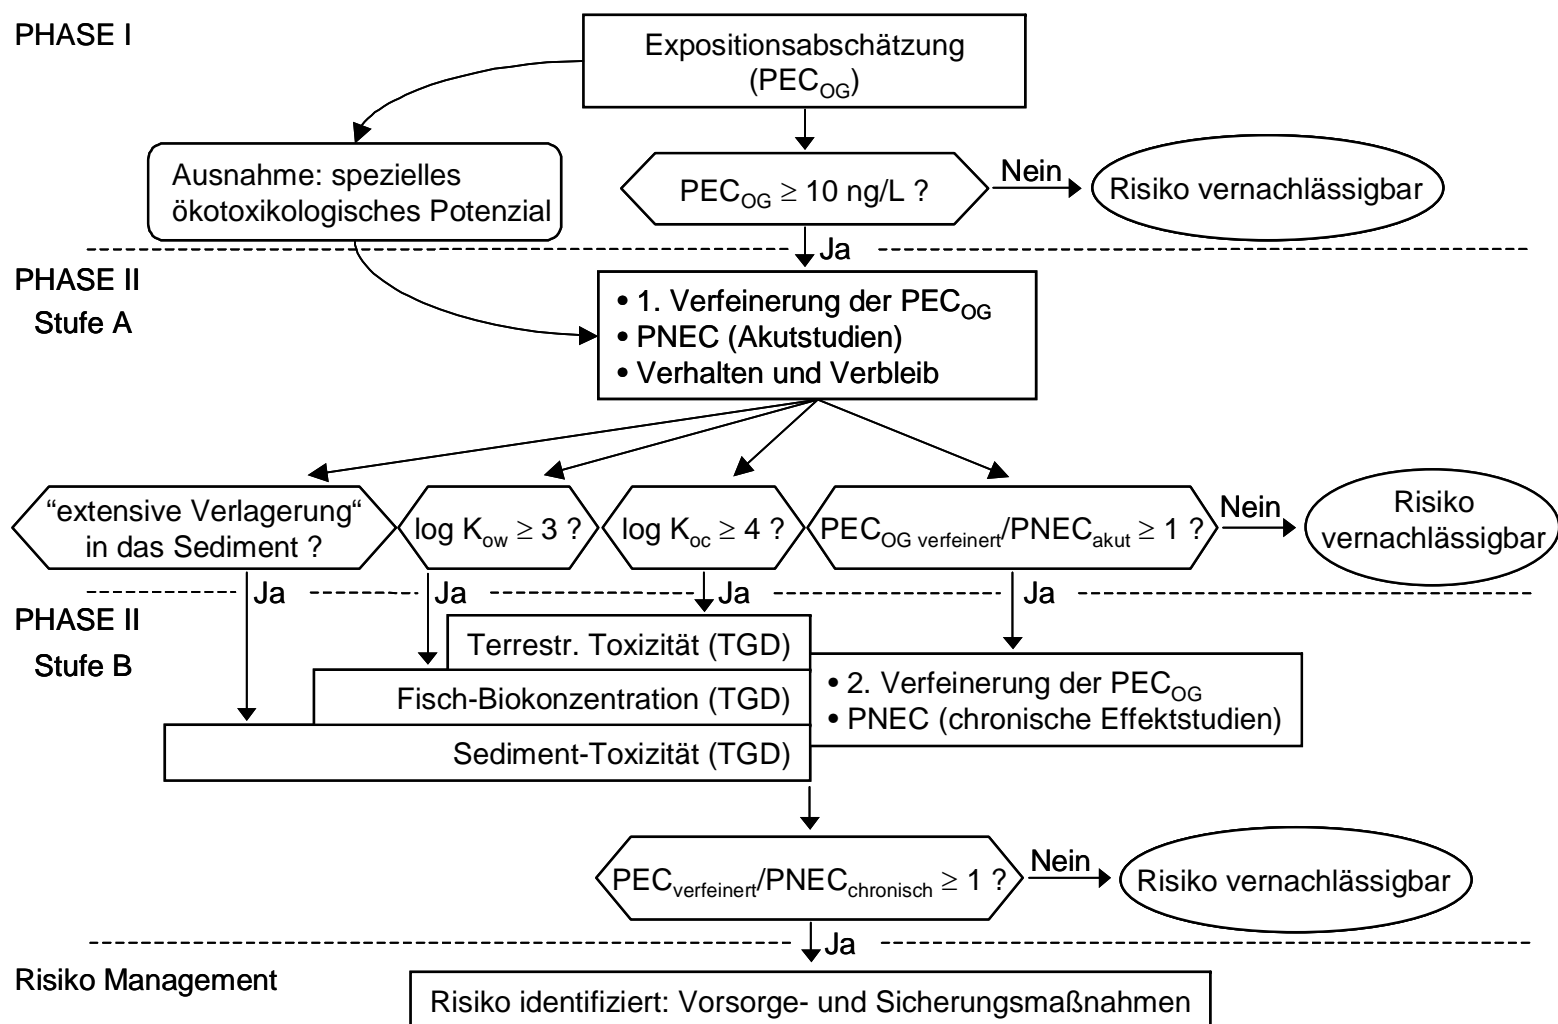 PHASE I
Expositionsabschätzung
(PEC_OG)
Ausnahme: spezielles
ökotoxikologisches Potenzial
PEC_OG ≥ 10 ng/L ?
Nein
Risiko vernachlässigbar
Ja
PHASE II
Stufe A
• 1. Verfeinerung der PEC_OG
• PNEC (Akutstudien)
• Verhalten und Verbleib
“extensive Verlagerung“
in das Sediment ?
log K_ow ≥ 3 ?
log K_oc ≥ 4 ?
PEC_OG verfeinert/PNEC_akut ≥ 1 ?
Nein
Risiko
vernachlässigbar
Ja
Ja
Ja
Ja
PHASE II
Stufe B
Terrestr. Toxizität (TGD)
Fisch-Biokonzentration (TGD)
Sediment-Toxizität (TGD)
• 2. Verfeinerung der PEC_OG
• PNEC (chronische Effektstudien)
PEC_verfeinert/PNEC_chronisch ≥ 1 ?
Nein
Risiko vernachlässigbar
Ja
Risiko Management
Risiko identifiziert: Vorsorge- und Sicherungsmaßnahmen